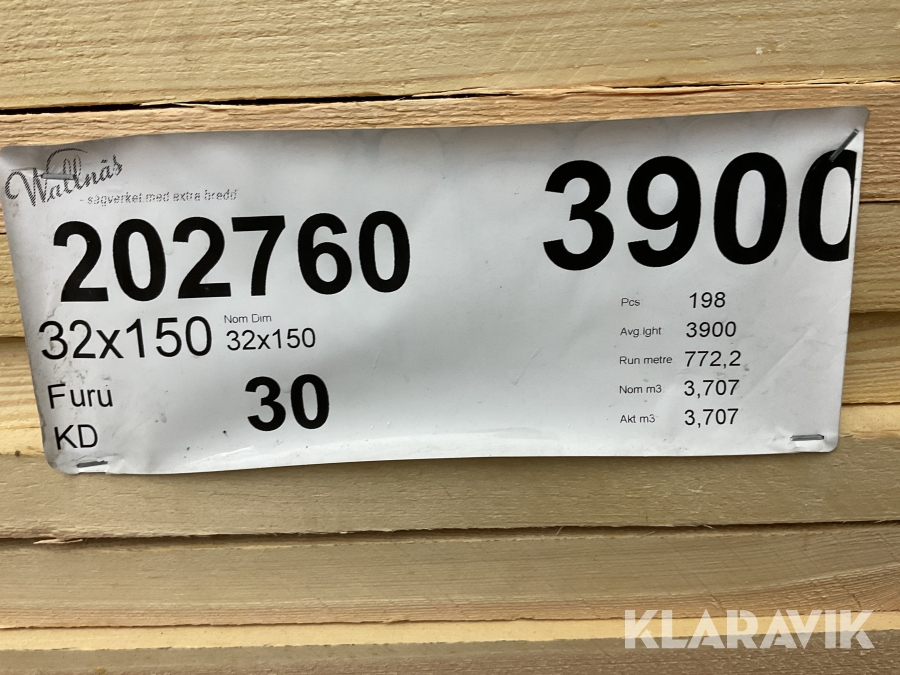 Wallnäs
- sågverket med extra bredd
202760
3900
32x150
Nom Dim
32x150
Furu
30
KD
Pcs 198
Avg.lght 3900
Run metre 772,2
Nom m3 3,707
Akt m3 3,707
KLARAVIK